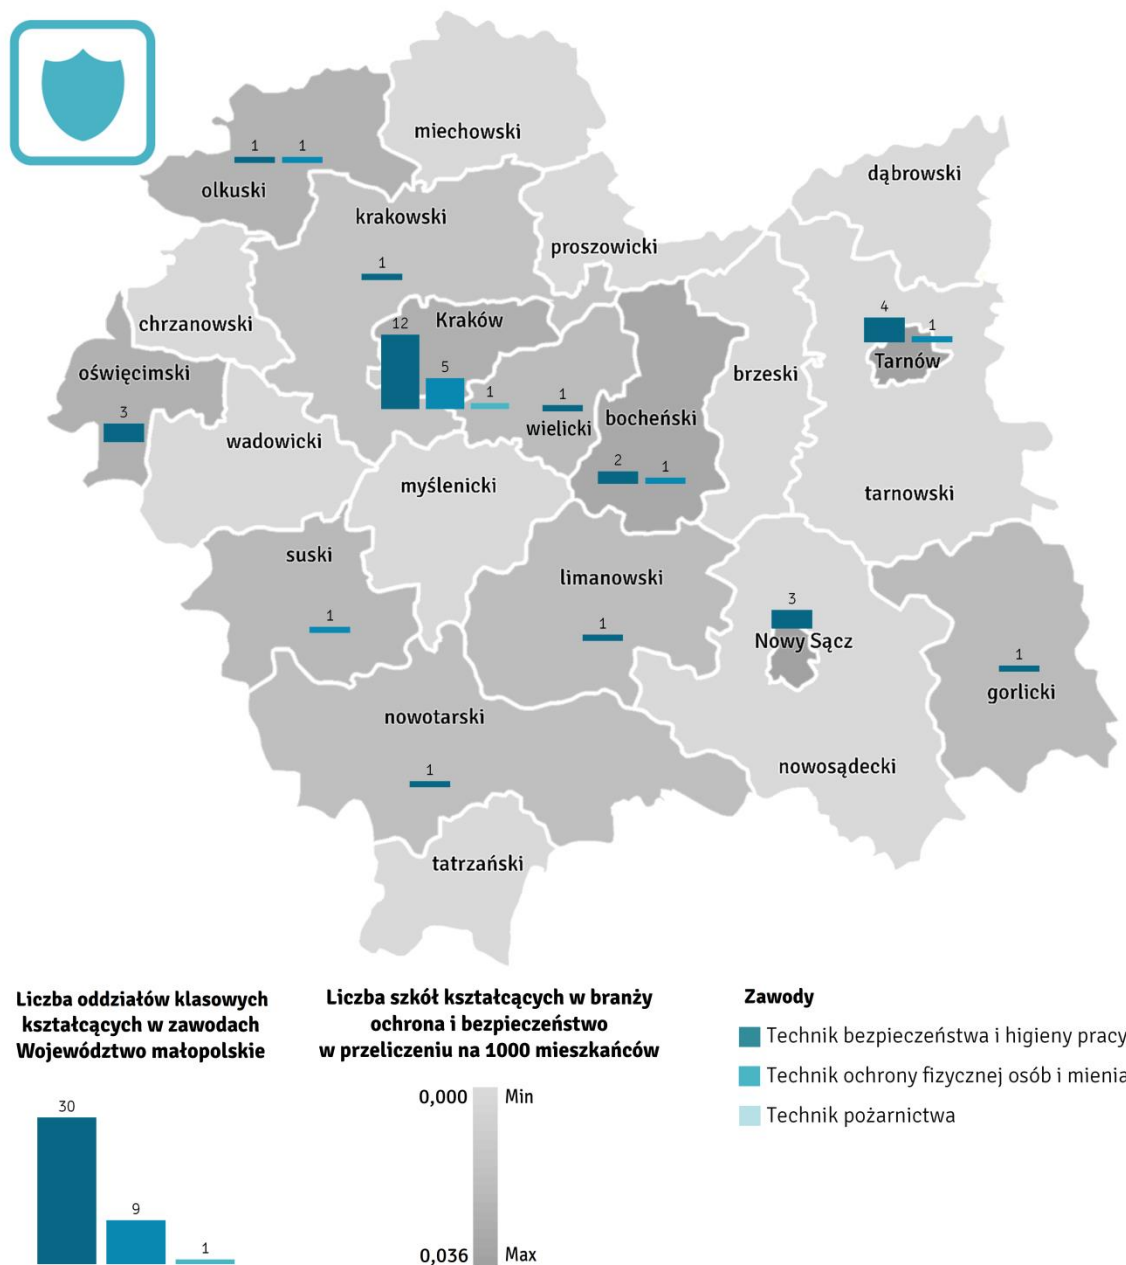 miechowski
1 1
olkuski
dąbrowski
krakowski
proszowicki
1
chrzanowski
12
Kraków
5
1
4
1
Tarnów
oświęcimski
3
brzeski
1
wielicki
bocheński
wadowicki
2 1
myślenicki
tarnowski
suski
1
limanowski
1
3
Nowy Sącz
1
gorlicki
nowotarski
1
nowosądecki
tatrzański
Liczba oddziałów klasowych
kształcących w zawodach
Województwo małopolskie
30
9
1
Liczba szkół kształcących w branży
ochrona i bezpieczeństwo
w przeliczeniu na 1000 mieszkańców
0,000 Min
0,036 Max
Zawody
Technik bezpieczeństwa i higieny pracy
Technik ochrony fizycznej osób i mienia
Technik pożarnictwa